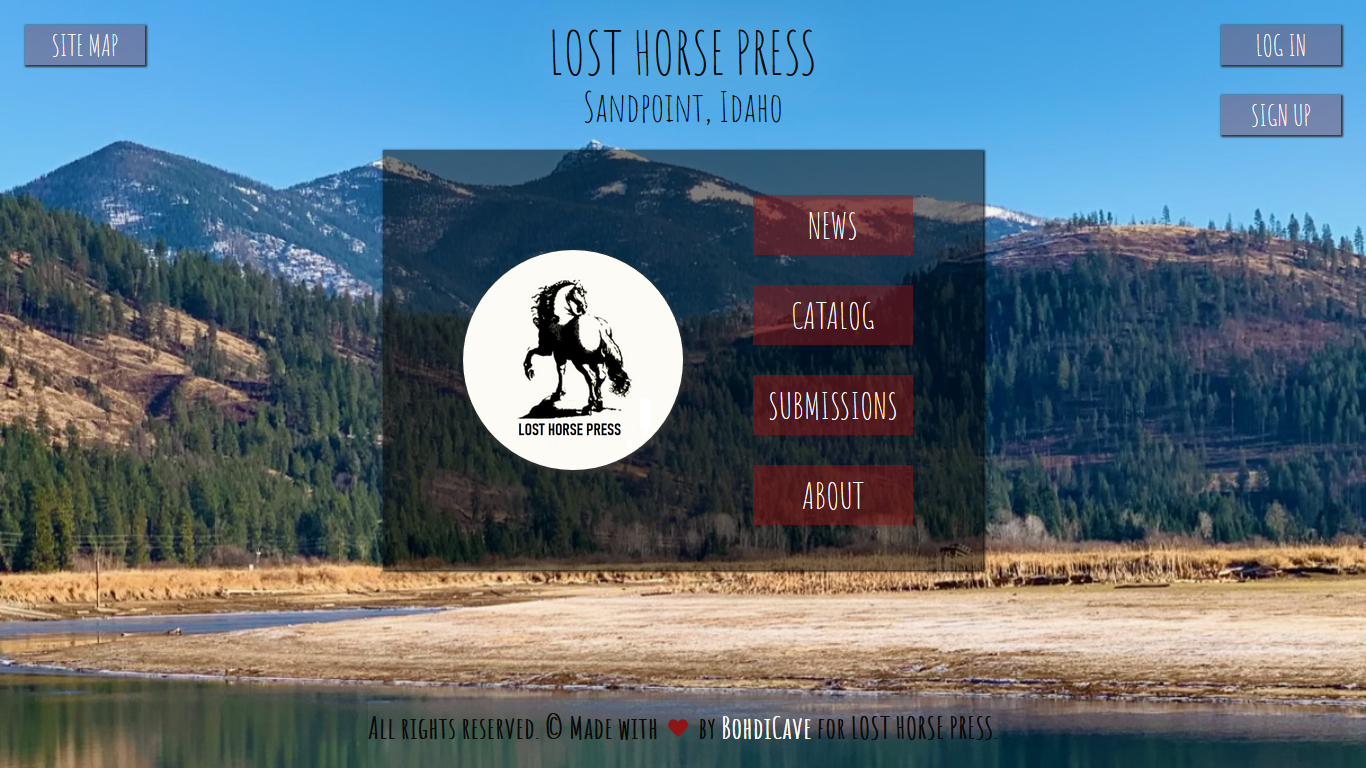 SITE MAP
LOST HORSE PRESS
Sandpoint, Idaho
LOG IN
SIGN UP
NEWS
CATALOG
SUBMISSIONS
ABOUT
LOST HORSE PRESS
All rights reserved. © Made with ♥ by BohdiCave for LOST HORSE PRESS.